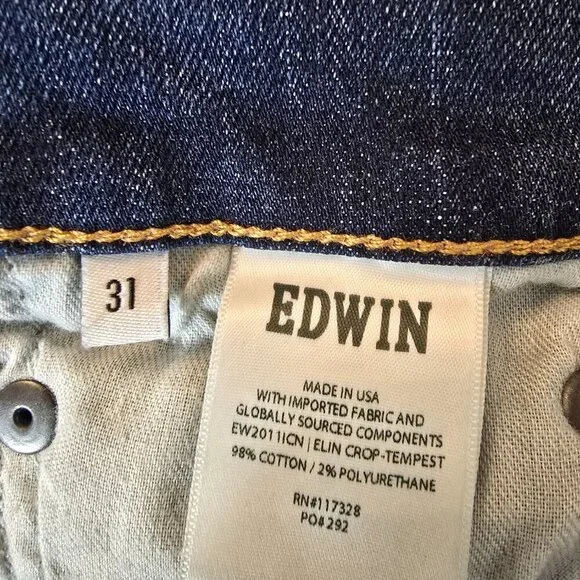 31
EDWIN
MADE IN USA
WITH IMPORTED FABRIC AND
GLOBALLY SOURCED COMPONENTS
EW2011ICN | ELIN CROP-TEMPEST
98% COTTON / 2% POLYURETHANE
RN#117328
PO#292